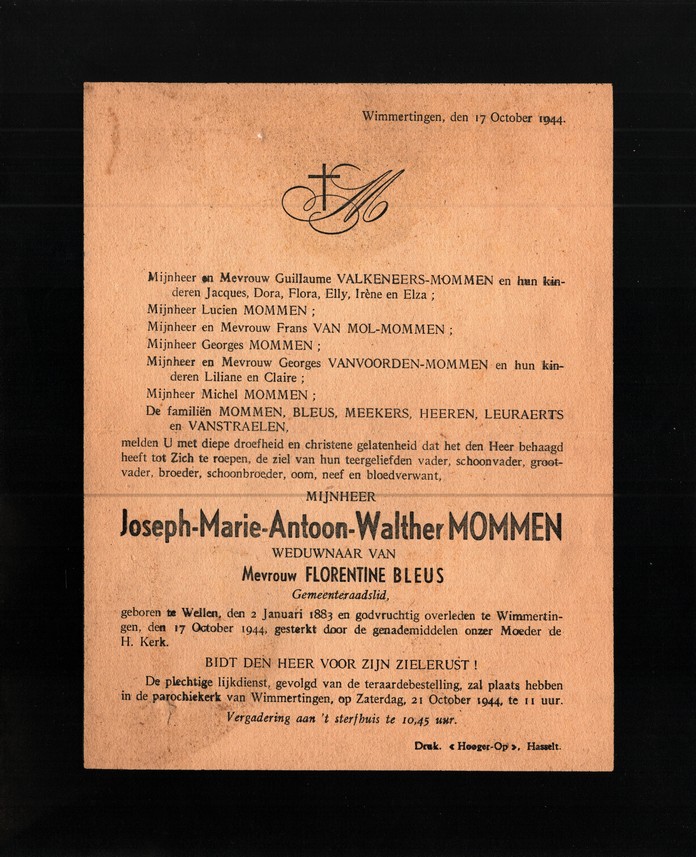 Wimmertingen, den 17 October 1944.
M
Mijnheer en Mevrouw Guillaume VALKENEERS-MOMMEN en hun kin-
deren Jacques, Dora, Flora, Elly, Irène en Elza ;
Mijnheer Lucien MOMMEN ;
Mijnheer en Mevrouw Frans VAN MOL-MOMMEN ;
Mijnheer Georges MOMMEN ;
Mijnheer en Mevrouw Georges VANVOORDEN-MOMMEN en hun kin-
deren Liliane en Claire ;
Mijnheer Michel MOMMEN ;
De familiën MOMMEN, BLEUS, MEEKERS, HEEREN, LEURAERTS
en VANSTRAELEN,
melden U met diepe droefheid en christene gelatenheid dat het den Heer behaagd
heeft tot Zich te roepen, de ziel van hun teergeliefden vader, schoonvader, groot-
vader, broeder, schoonbroeder, oom, neef en bloedverwant,
MIJNHEER
Joseph-Marie-Antoon-Walther MOMMEN
WEDUWNAAR VAN
Mevrouw FLORENTINE BLEUS
Gemeenteraadslid,
geboren te Wellen, den 2 Januari 1883 en godvruchtig overleden te Wimmertin-
gen, den 17 October 1944, gesterkt door de genademiddelen onzer Moeder de
H. Kerk.
BIDT DEN HEER VOOR ZIJN ZIELERUST !
De plechtige lijkdienst, gevolgd van de teraardebestelling, zal plaats hebben
in de parochiekerk van Wimmertingen, op Zaterdag, 21 October 1944, te 11 uur.
Vergadering aan 't sterfhuis te 10,45 uur.
Druk. « Hooger-Op », Hasselt.